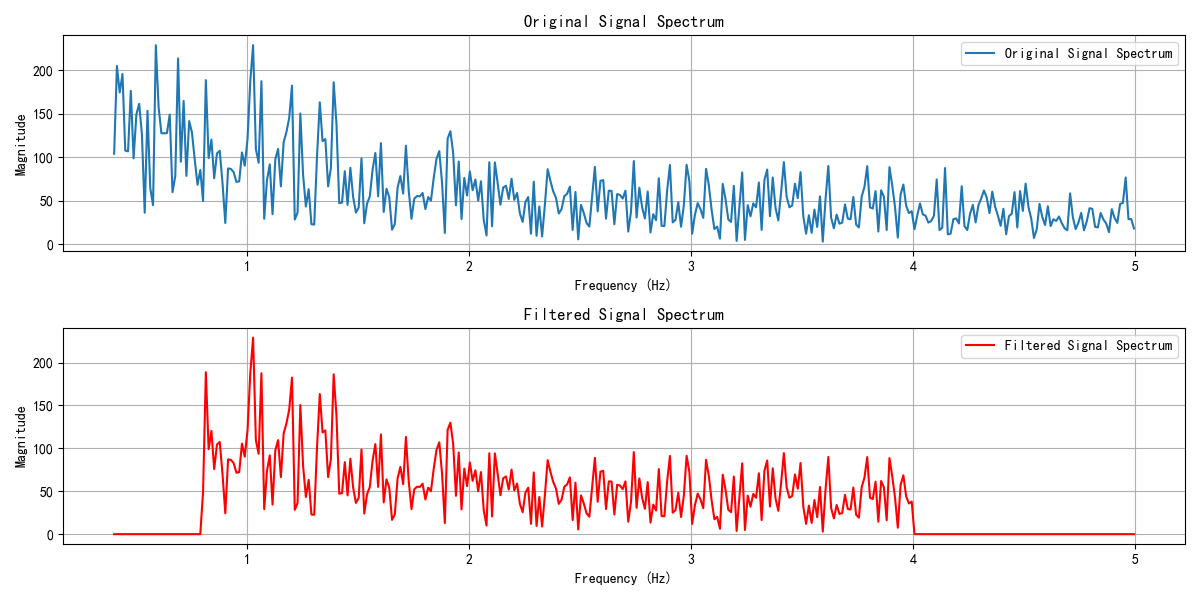 Original Signal Spectrum
Original Signal Spectrum
Magnitude
200
150
100
50
0
1
2
3
4
5
Frequency (Hz)
Filtered Signal Spectrum
Filtered Signal Spectrum
Magnitude
200
150
100
50
0
1
2
3
4
5
Frequency (Hz)